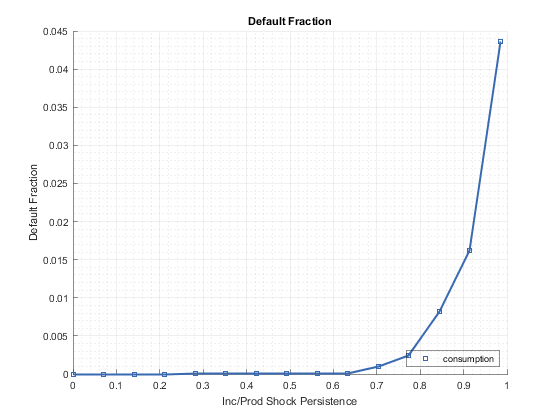 Default Fraction
0.045
0.04
0.035
0.03
0.025
0.02
0.015
0.01
0.005
0
Default Fraction
consumption
0 0.1 0.2 0.3 0.4 0.5 0.6 0.7 0.8 0.9 1
Inc/Prod Shock Persistence